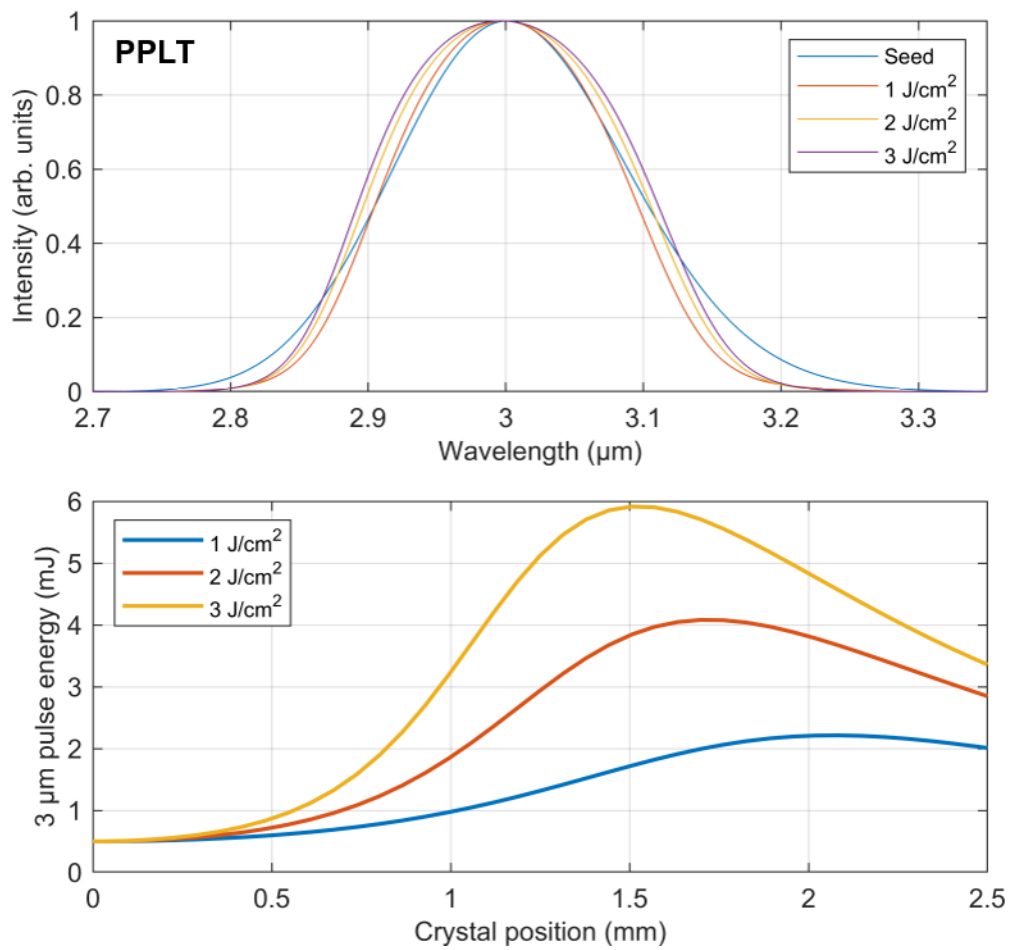 PPLT
Intensity (arb. units)
1
0.8
0.6
0.4
0.2
0
Seed
1 J/cm²
2 J/cm²
3 J/cm²
2.7 2.8 2.9 3 3.1 3.2 3.3
Wavelength (µm)
3 µm pulse energy (mJ)
6
5
4
3
2
1
0
1 J/cm²
2 J/cm²
3 J/cm²
0 0.5 1 1.5 2 2.5
Crystal position (mm)